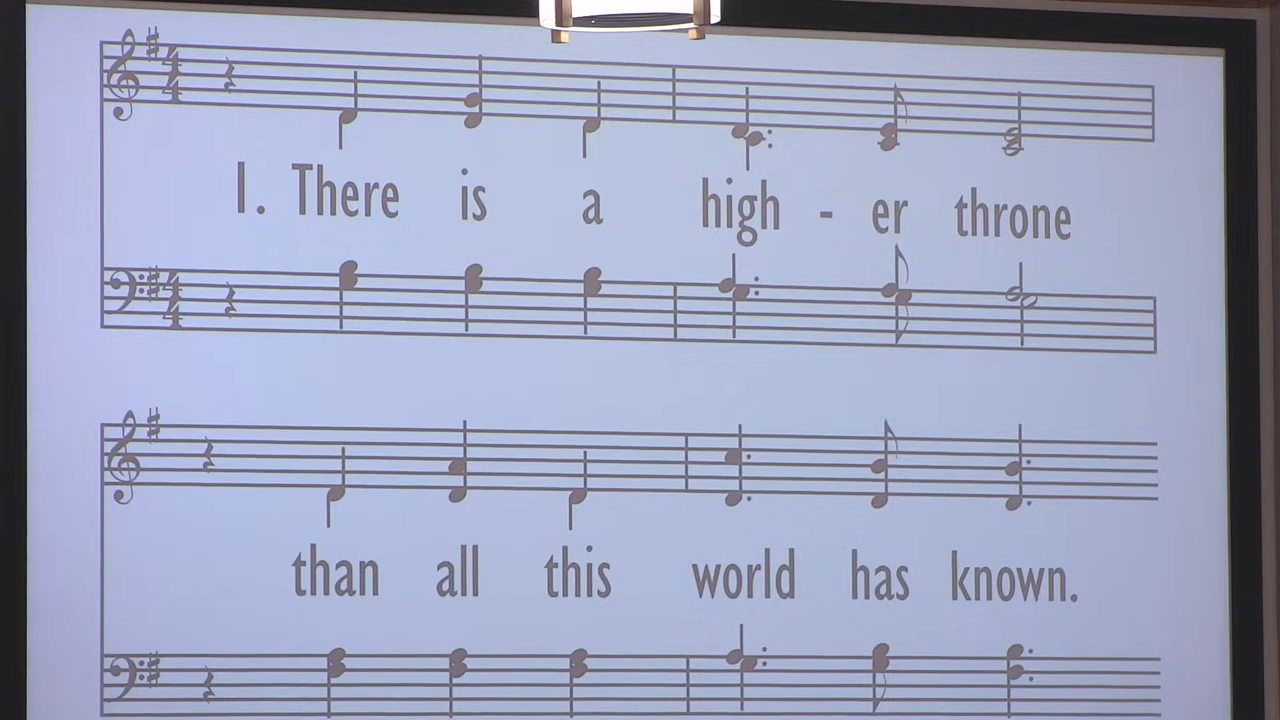 1. There is a high - er throne
than all this world has known.